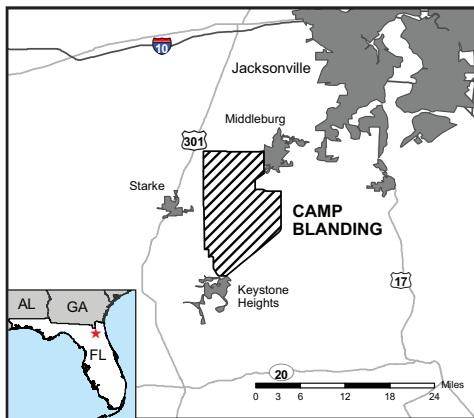 10
Jacksonville
Middleburg
301
Starke
CAMP
BLANDING
Keystone
Heights
17
AL
GA
FL
20
Miles
0 3 6 12 18 24